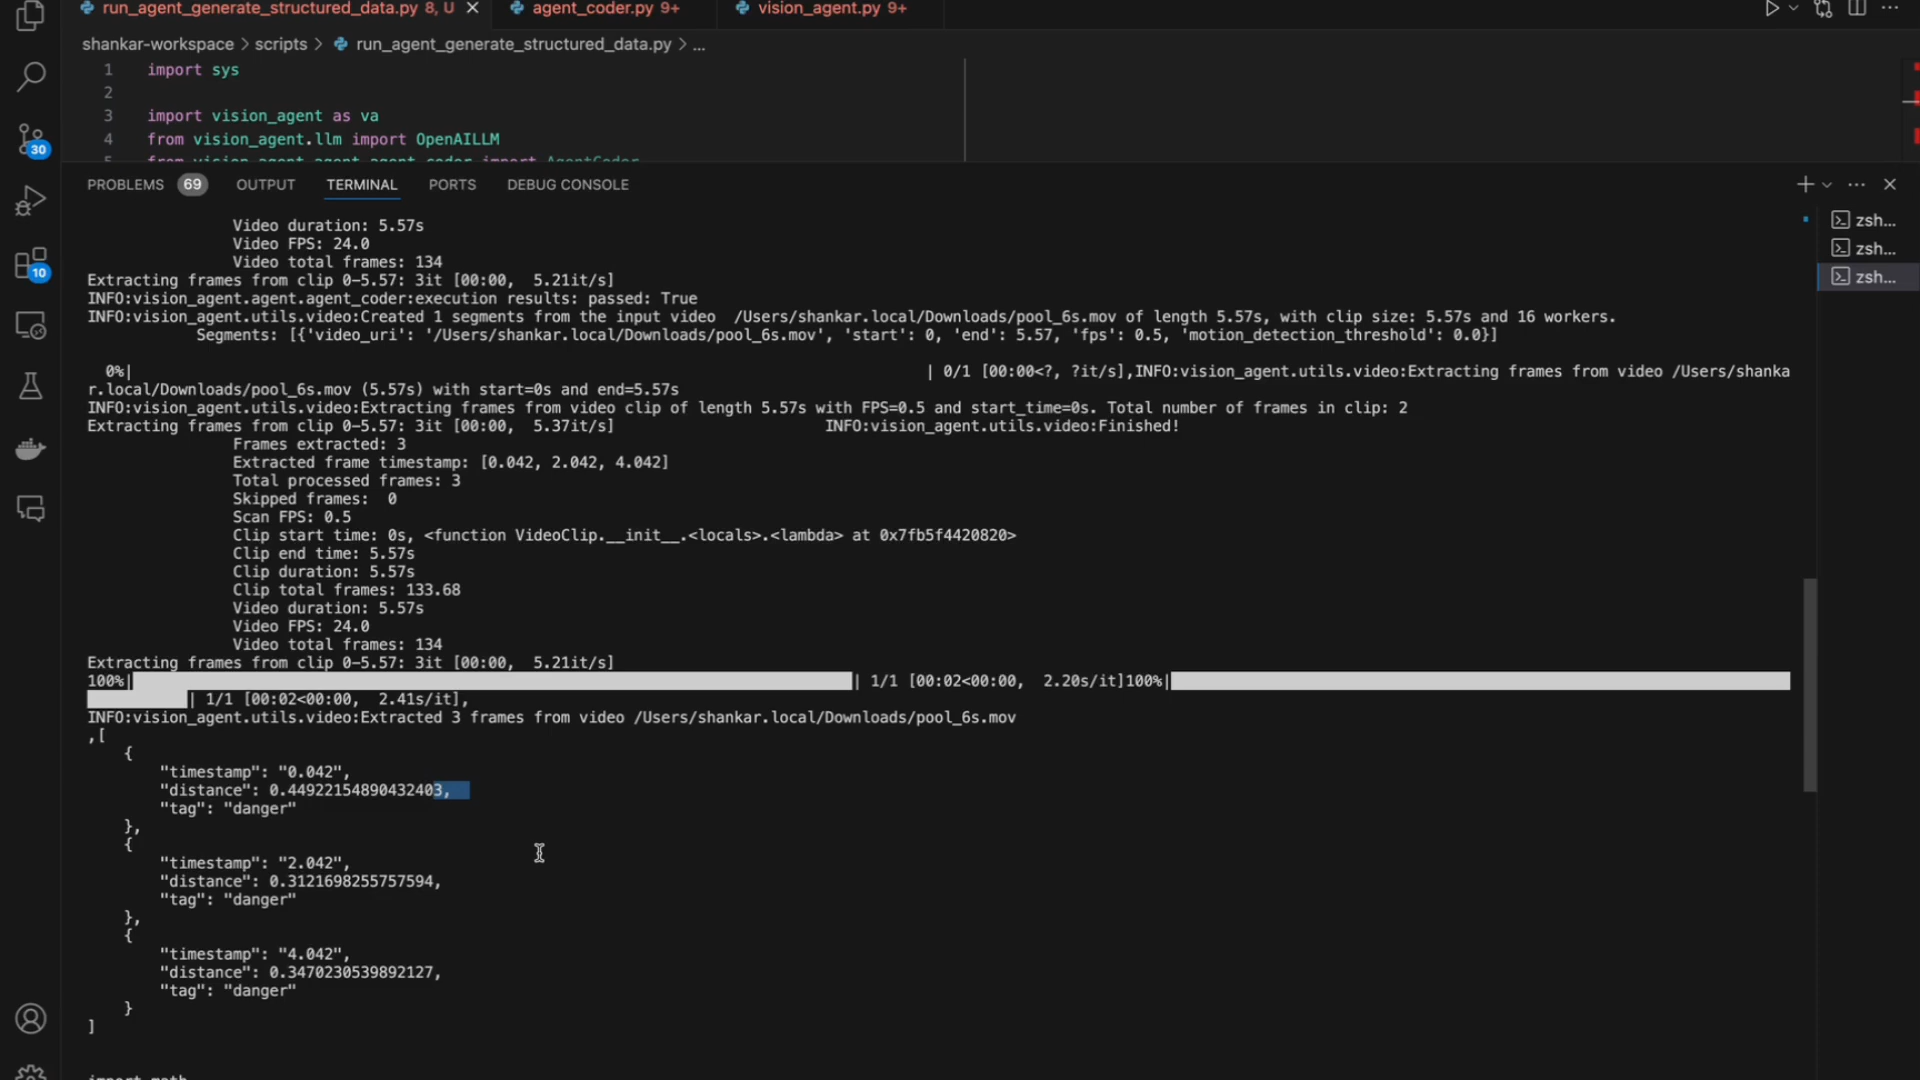 run_agent_generate_structured_data.py 8, U
agent_coder.py 9+
vision_agent.py 9+
shankar-workspace > scripts > run_agent_generate_structured_data.py > ...
1 import sys
2
3 import vision_agent as va
4 from vision_agent.llm import OpenAILLM
5 from vision_agent.agent.agent_coder import AgentCoder
30
10
PROBLEMS 69 OUTPUT TERMINAL PORTS DEBUG CONSOLE
zsh...
zsh...
zsh...
Video duration: 5.57s
Video FPS: 24.0
Video total frames: 134
Extracting frames from clip 0-5.57: 3it [00:00, 5.21it/s]
INFO:vision_agent.agent.agent_coder:execution results: passed: True
INFO:vision_agent.utils.video:Created 1 segments from the input video /Users/shankar.local/Downloads/pool_6s.mov of length 5.57s, with clip size: 5.57s and 16 workers.
Segments: [{'video_uri': '/Users/shankar.local/Downloads/pool_6s.mov', 'start': 0, 'end': 5.57, 'fps': 0.5, 'motion_detection_threshold': 0.0}]
0%| | 0/1 [00:00<?, ?it/s],INFO:vision_agent.utils.video:Extracting frames from video /Users/shanka
r.local/Downloads/pool_6s.mov (5.57s) with start=0s and end=5.57s
INFO:vision_agent.utils.video:Extracting frames from video clip of length 5.57s with FPS=0.5 and start_time=0s. Total number of frames in clip: 2
Extracting frames from clip 0-5.57: 3it [00:00, 5.37it/s] INFO:vision_agent.utils.video:Finished!
Frames extracted: 3
Extracted frame timestamp: [0.042, 2.042, 4.042]
Total processed frames: 3
Skipped frames: 0
Scan FPS: 0.5
Clip start time: 0s, <function VideoClip.__init__.<locals>.<lambda> at 0x7fb5f4420820>
Clip end time: 5.57s
Clip duration: 5.57s
Clip total frames: 133.68
Video duration: 5.57s
Video FPS: 24.0
Video total frames: 134
Extracting frames from clip 0-5.57: 3it [00:00, 5.21it/s]
100%| | 1/1 [00:02<00:00, 2.20s/it]100%|
| 1/1 [00:02<00:00, 2.41s/it],
INFO:vision_agent.utils.video:Extracted 3 frames from video /Users/shankar.local/Downloads/pool_6s.mov
,[
{
"timestamp": "0.042",
"distance": 0.44922154890432403,
"tag": "danger"
},
{
"timestamp": "2.042",
"distance": 0.3121698255757594,
"tag": "danger"
},
{
"timestamp": "4.042",
"distance": 0.3470230539892127,
"tag": "danger"
}
]
import math